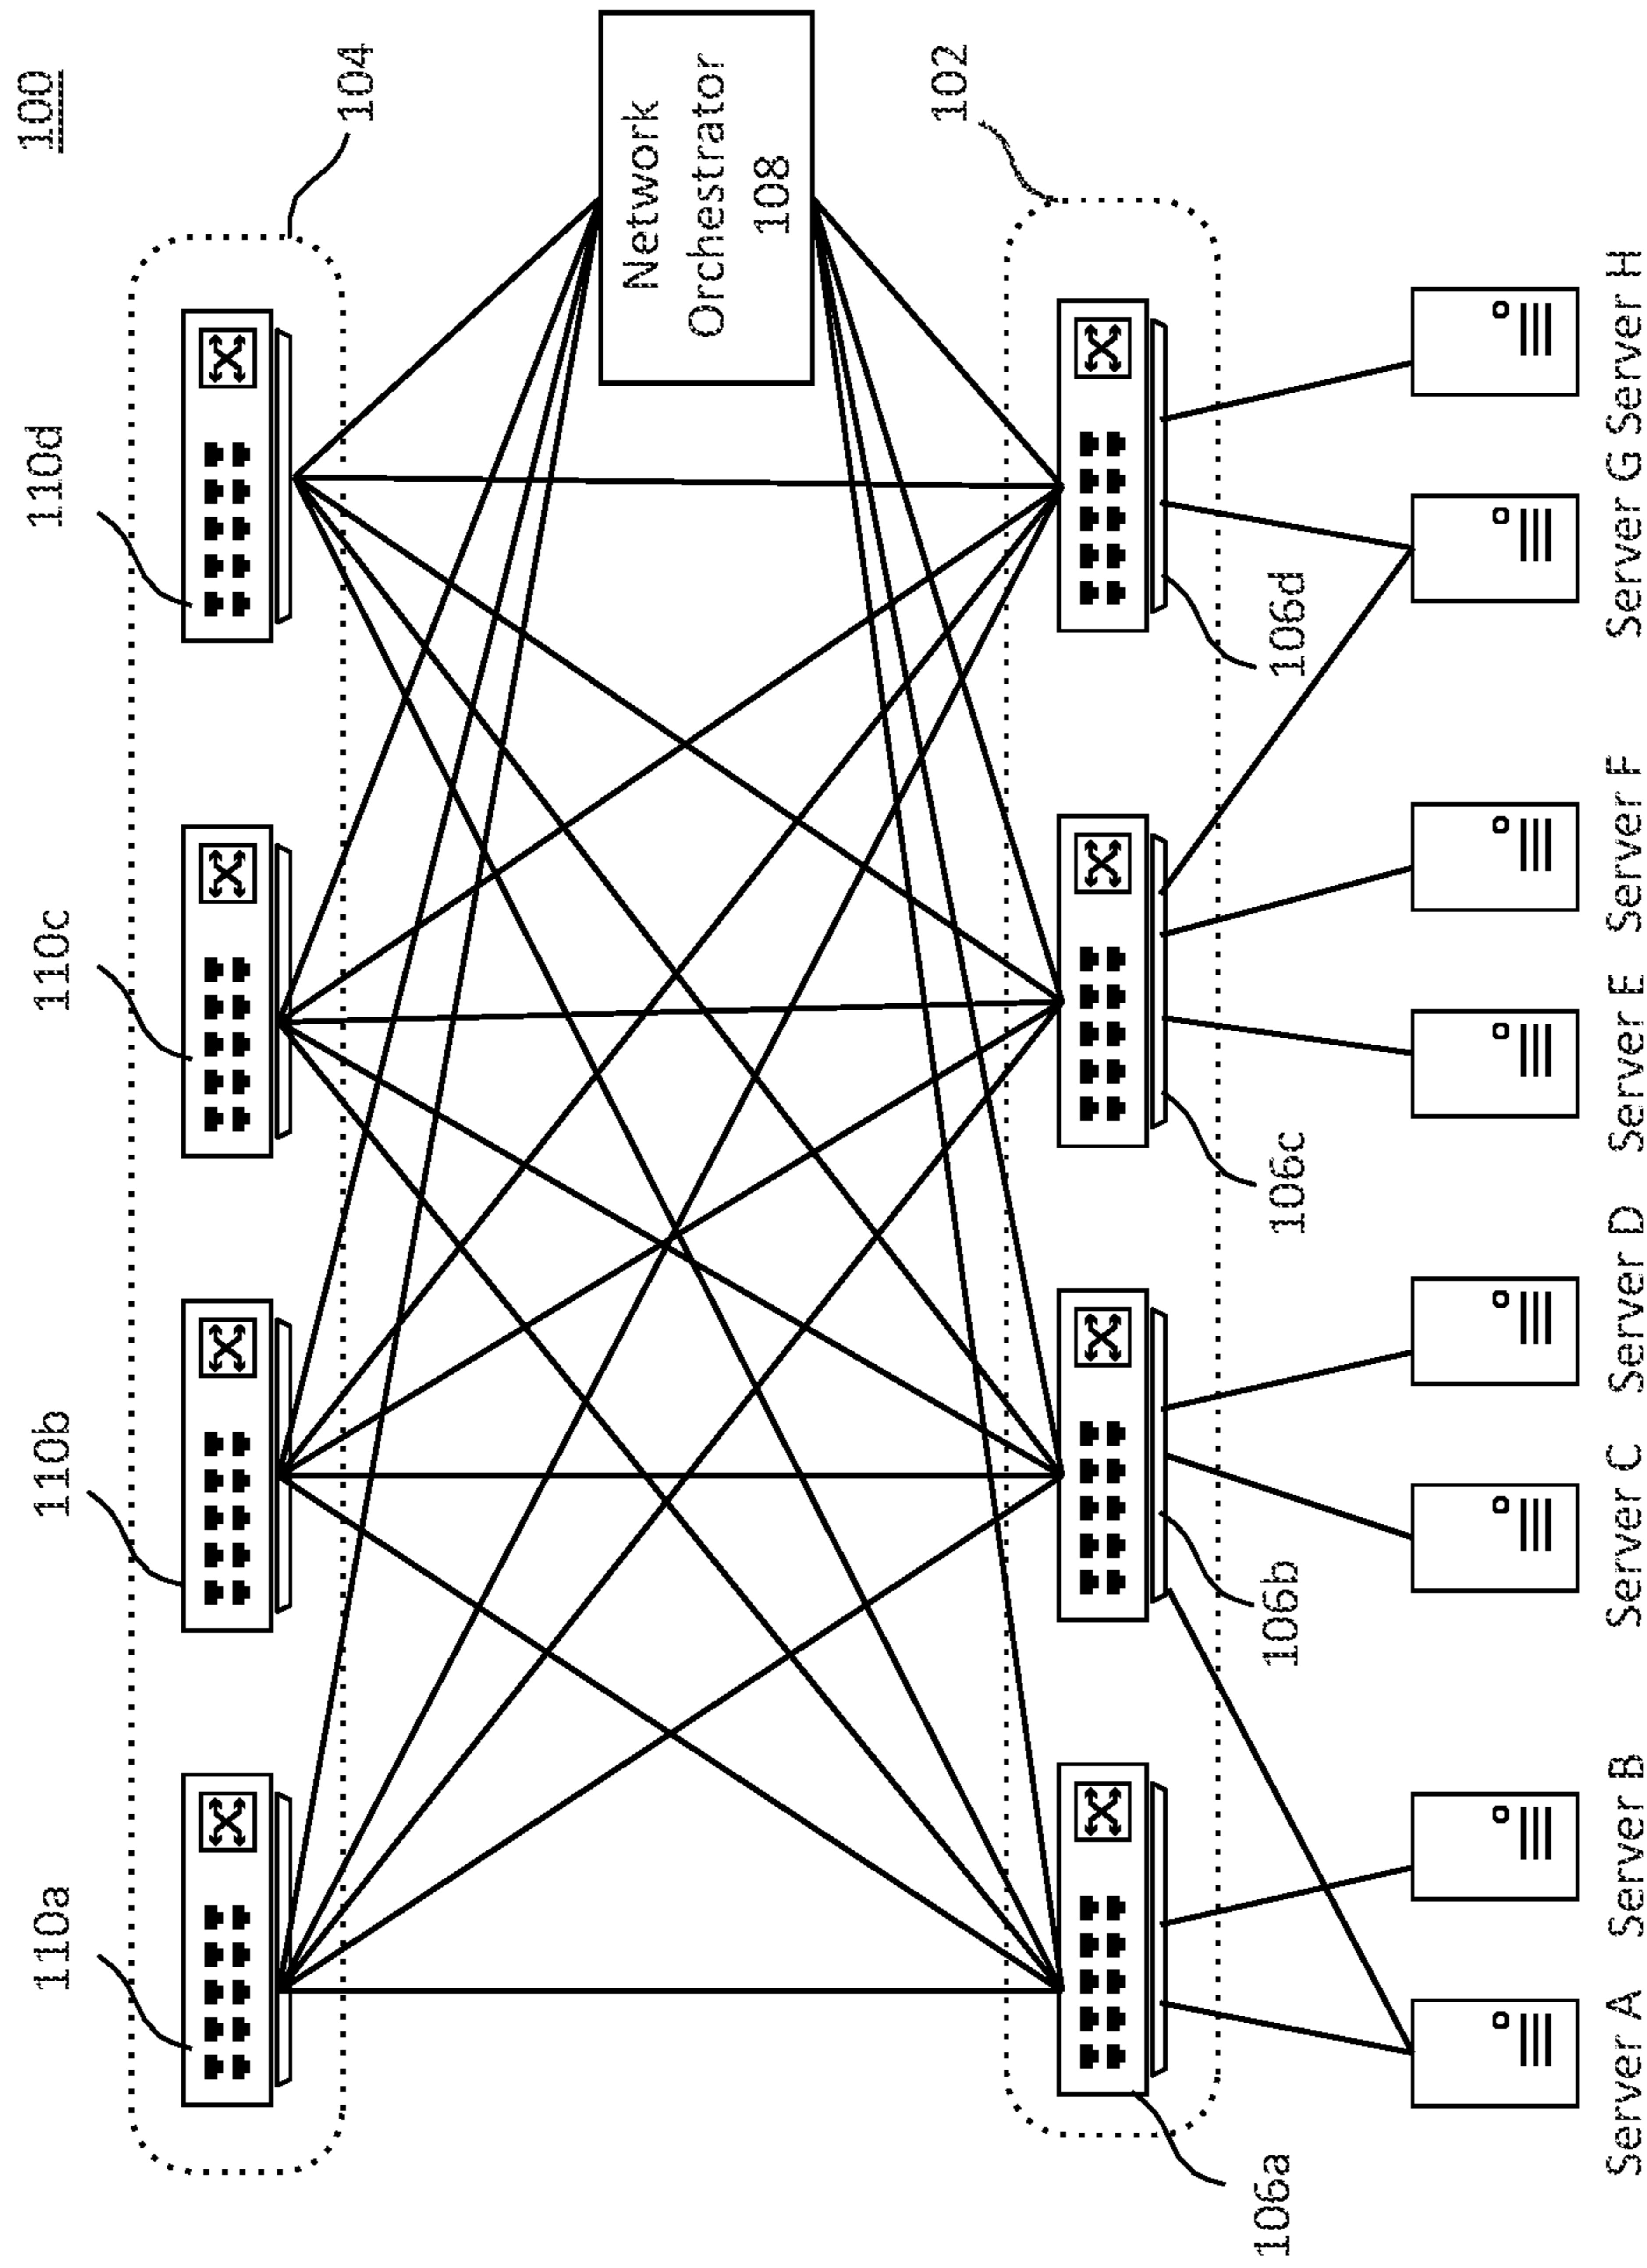 100
104
110a
110b
110c
110d
Network
Orchestrator
108
102
106a
106b
106c
106d
Server A
Server B
Server C
Server D
Server E
Server F
Server G
Server H